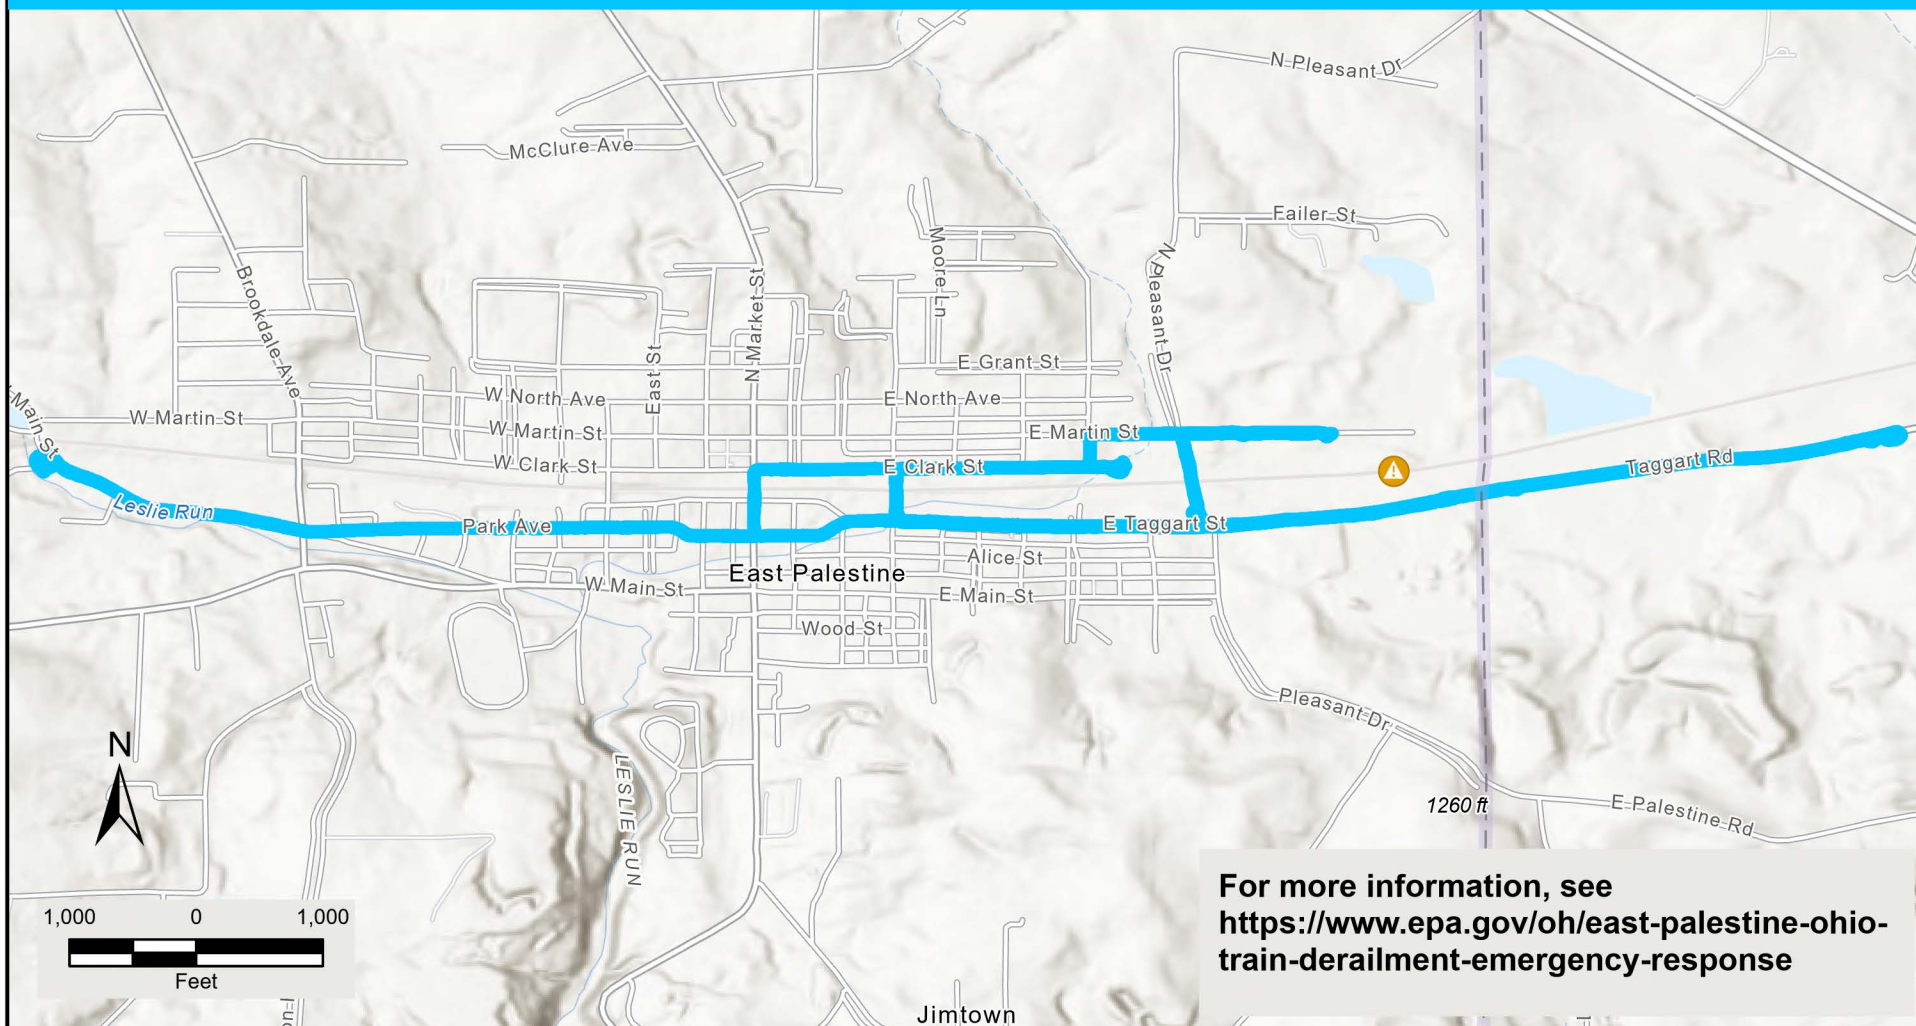 N Pleasant Dr
McClure Ave
Failer St
Moore Ln
N Pleasant Dr
Brookdale Ave
N Market St
East St
E Grant St
W North Ave
E North Ave
Main St
W Martin St
W Martin St
E Martin St
W Clark St
E Clark St
Taggart Rd
Leslie Run
Park Ave
E Taggart St
Alice St
East Palestine
W Main St
E Main St
Wood St
Pleasant Dr
N
LESLIE RUN
1260 ft
E Palestine Rd
For more information, see
https://www.epa.gov/oh/east-palestine-ohio-
train-derailment-emergency-response
1,000 0 1,000
Feet
Jimtown